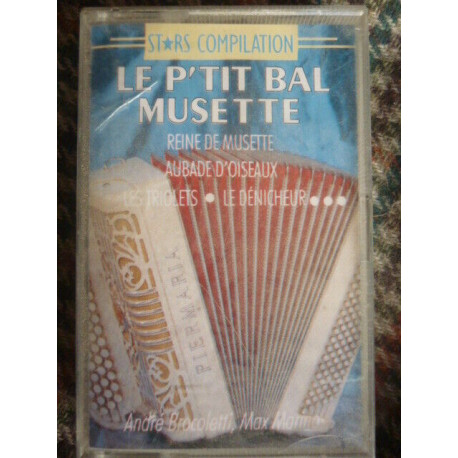 ST★RS COMPILATION
LE P'TIT BAL
MUSETTE
REINE DE MUSETTE
AUBADE D'OISEAUX
LES TRIOLETS • LE DÉNICHEUR •••
PIERMARIA
André Brocoletti, Max